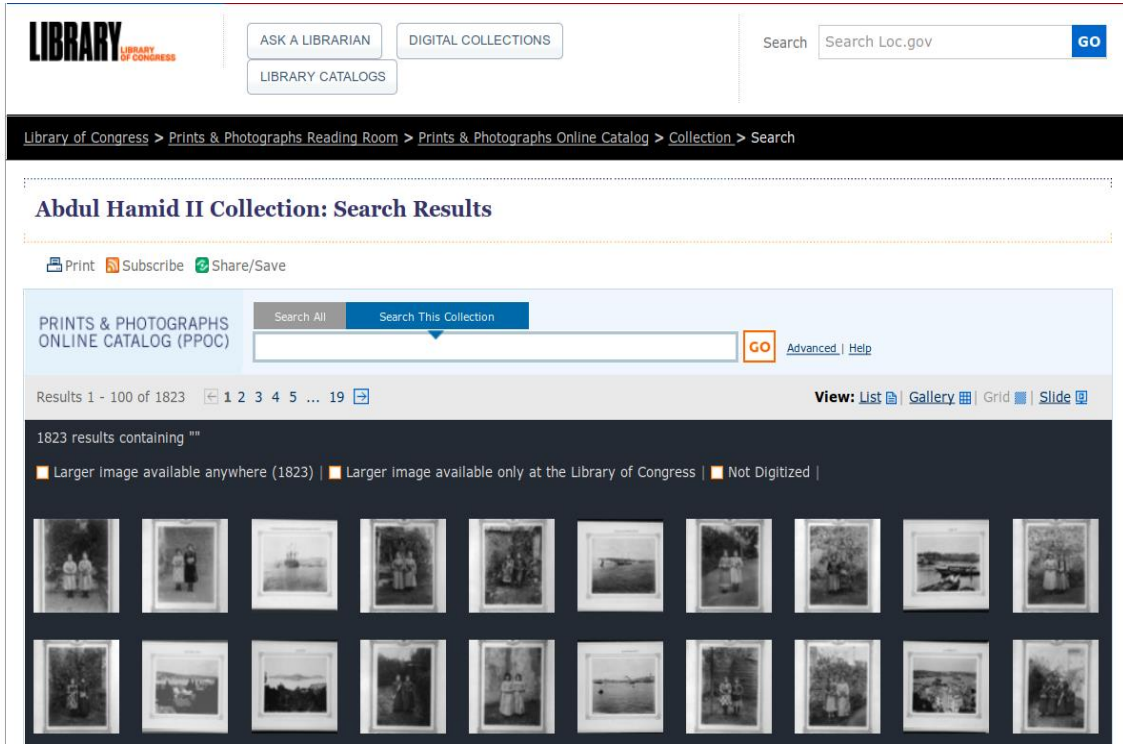 LIBRARY
LIBRARY
OF CONGRESS
ASK A LIBRARIAN
DIGITAL COLLECTIONS
LIBRARY CATALOGS
Search
Search Loc.gov
GO
Library of Congress > Prints & Photographs Reading Room > Prints & Photographs Online Catalog > Collection > Search
Abdul Hamid II Collection: Search Results
Print Subscribe Share/Save
PRINTS & PHOTOGRAPHS
ONLINE CATALOG (PPOC)
Search All
Search This Collection
GO
Advanced | Help
Results 1 - 100 of 1823 1 2 3 4 5 ... 19
View: List | Gallery | Grid | Slide
1823 results containing ""
Larger image available anywhere (1823) | Larger image available only at the Library of Congress | Not Digitized |